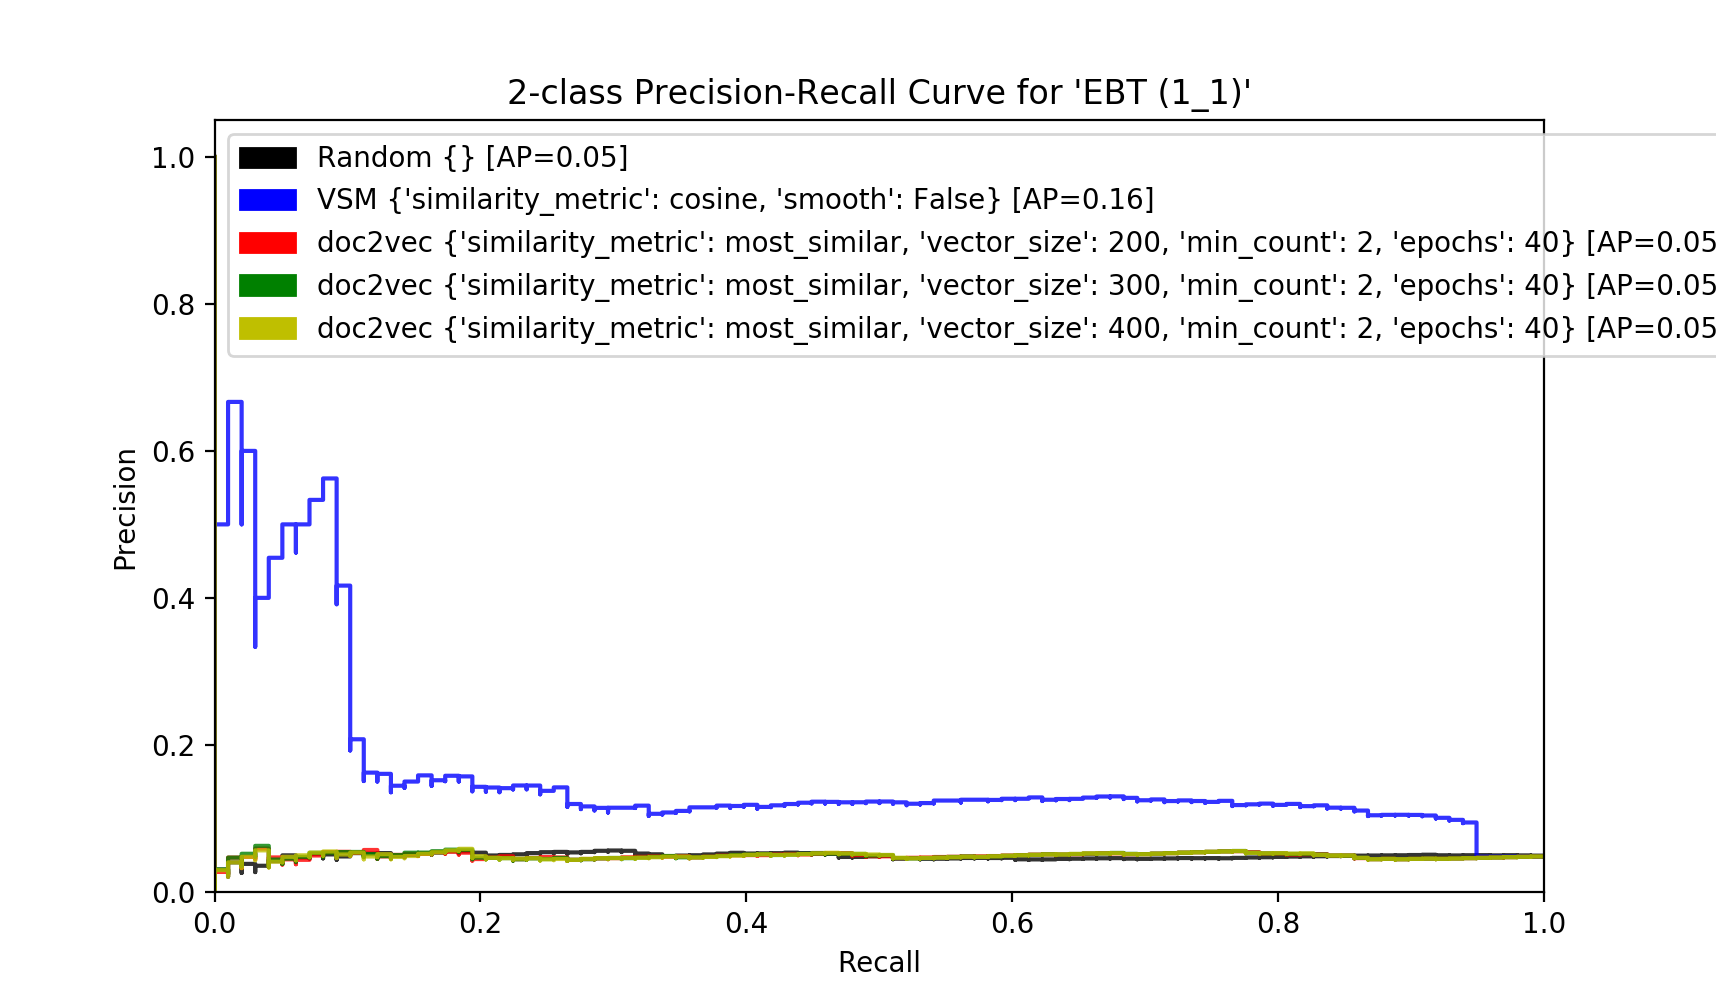 2-class Precision-Recall Curve for 'EBT (1_1)'
Random {} [AP=0.05]
VSM {'similarity_metric': cosine, 'smooth': False} [AP=0.16]
doc2vec {'similarity_metric': most_similar, 'vector_size': 200, 'min_count': 2, 'epochs': 40} [AP=0.05
doc2vec {'similarity_metric': most_similar, 'vector_size': 300, 'min_count': 2, 'epochs': 40} [AP=0.05
doc2vec {'similarity_metric': most_similar, 'vector_size': 400, 'min_count': 2, 'epochs': 40} [AP=0.05
1.0
0.8
0.6
0.4
0.2
0.0
Precision
0.0 0.2 0.4 0.6 0.8 1.0
Recall